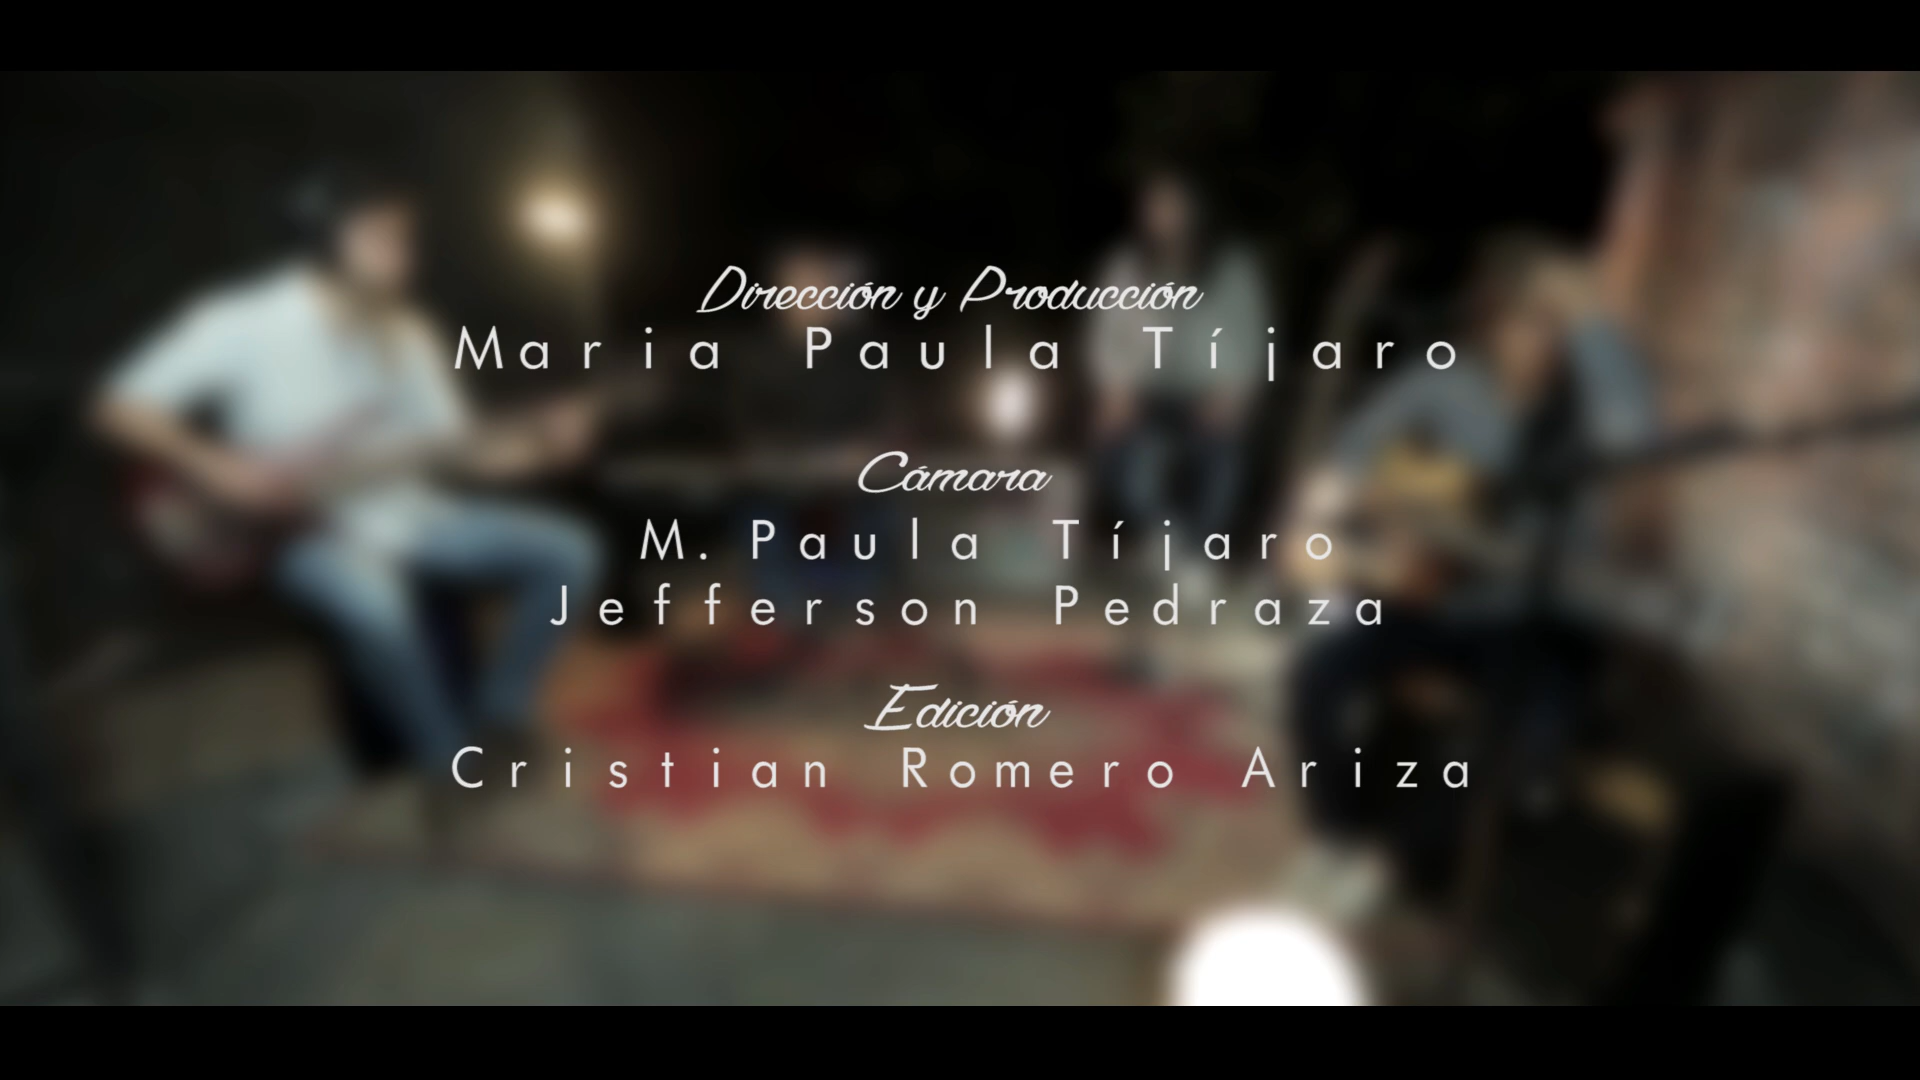 Dirección y Producción
Maria Paula Tíjaro
Cámara
M. Paula Tíjaro
Jefferson Pedraza
Edición
Cristian Romero Ariza